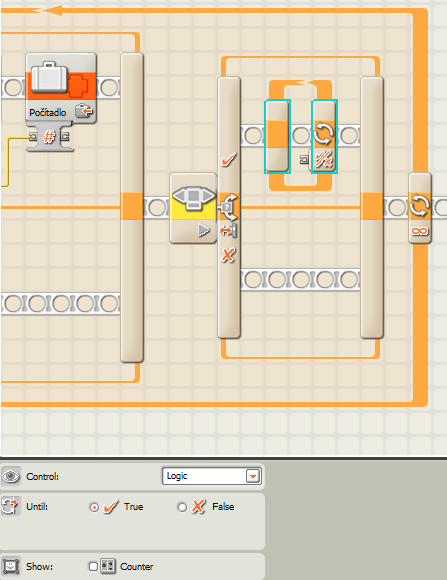 Počítadlo
#
Control: Logic
Until: True False
Show: Counter